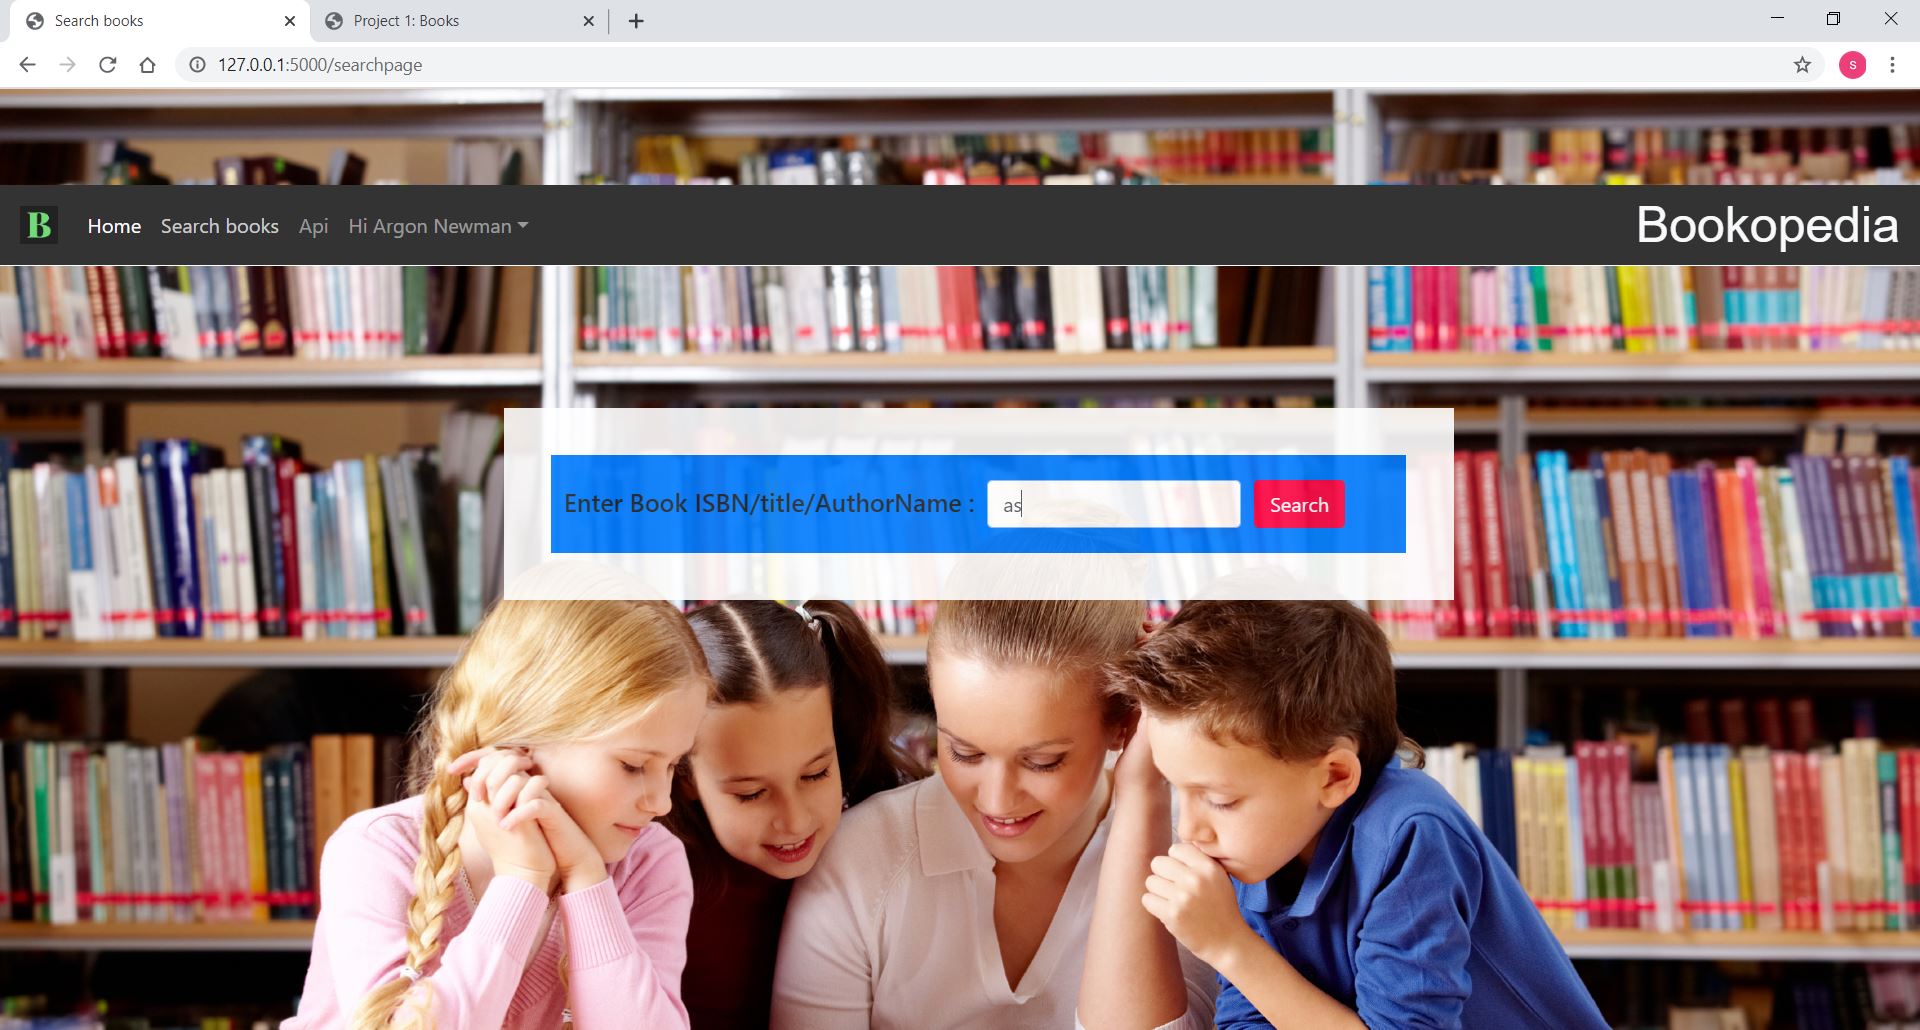 Search books
Project 1: Books
127.0.0.1:5000/searchpage
S
B
Home Search books Api Hi Argon Newman
Bookopedia
Enter Book ISBN/title/AuthorName : as Search